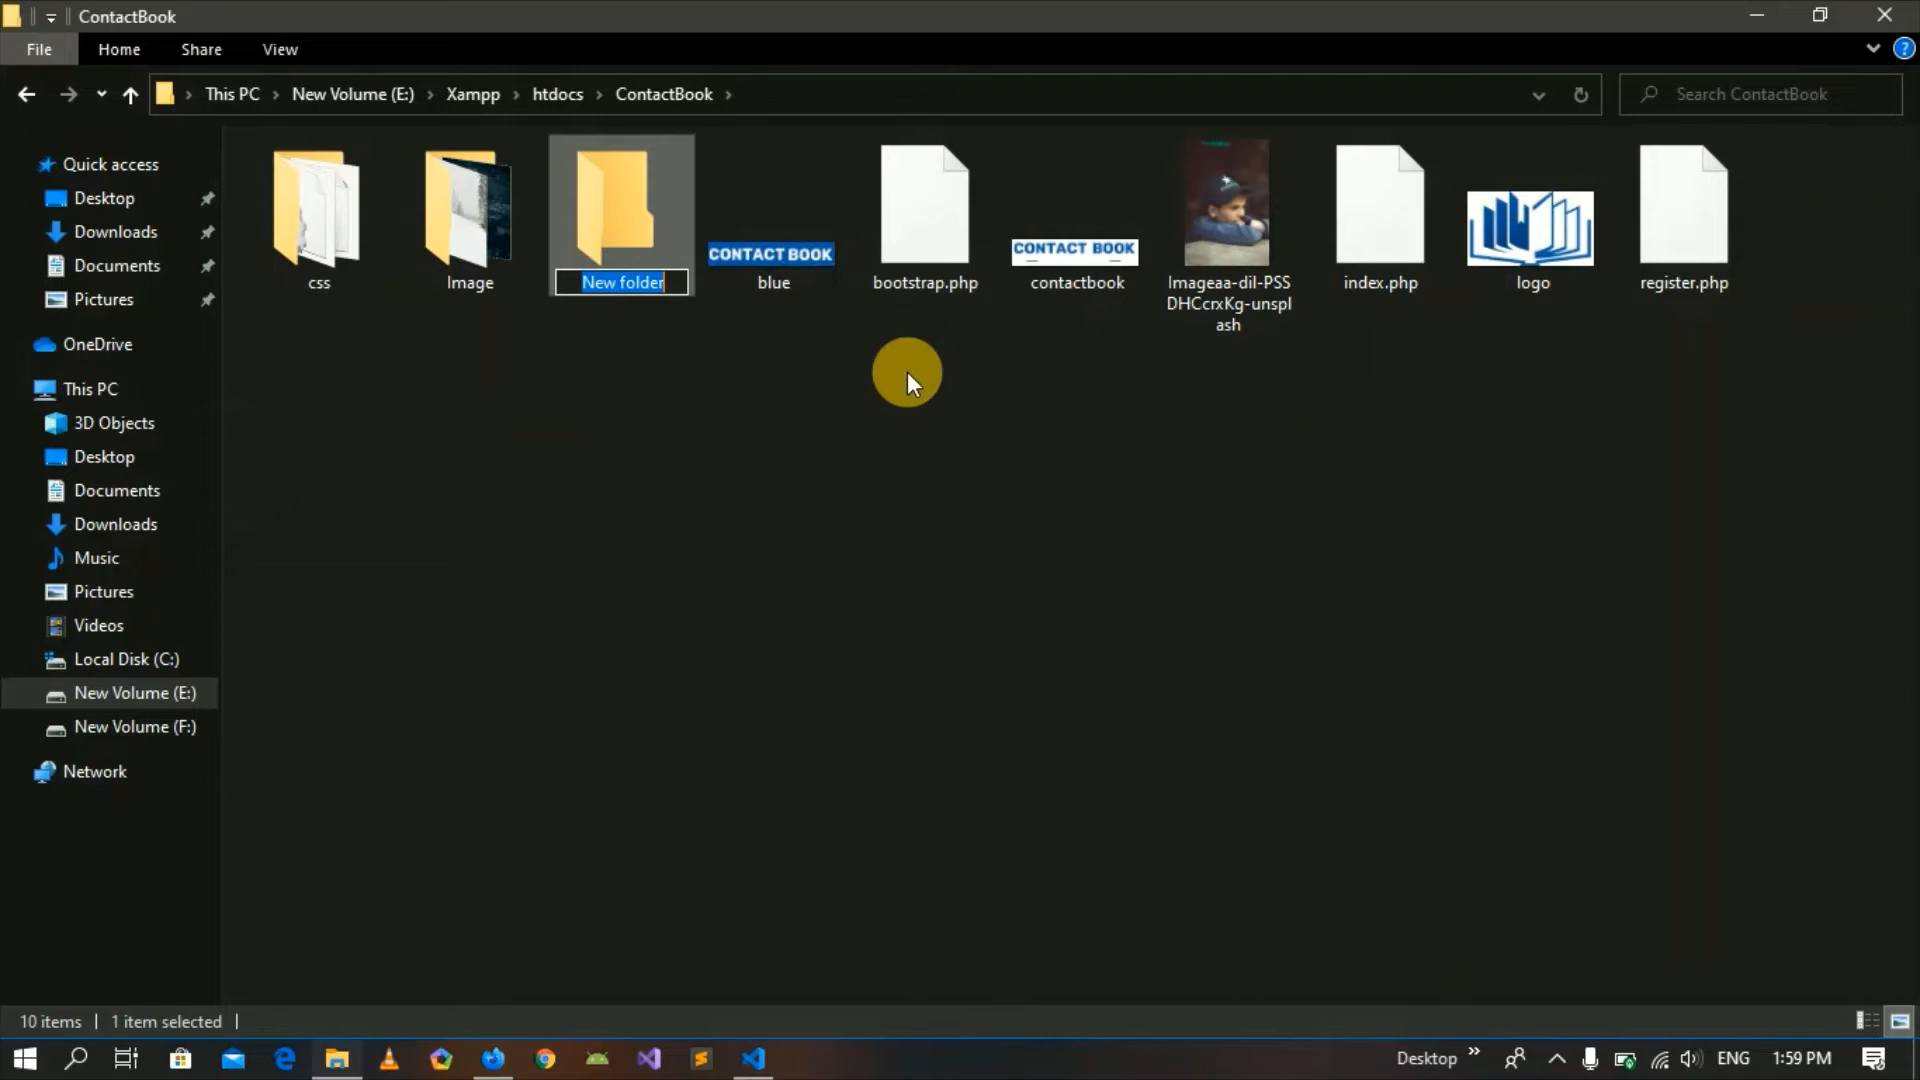 ContactBook
File Home Share View
This PC New Volume (E:) Xampp htdocs ContactBook
Search ContactBook
Quick access
Desktop
Downloads
Documents
Pictures
OneDrive
This PC
3D Objects
Desktop
Documents
Downloads
Music
Pictures
Videos
Local Disk (C:)
New Volume (E:)
New Volume (F:)
Network
css
Image
New folder
CONTACT BOOK
blue
bootstrap.php
CONTACT BOOK
contactbook
Imageaa-dil-PSS
DHCcrxKg-unspl
ash
index.php
logo
register.php
10 items 1 item selected
Desktop ENG 1:59 PM